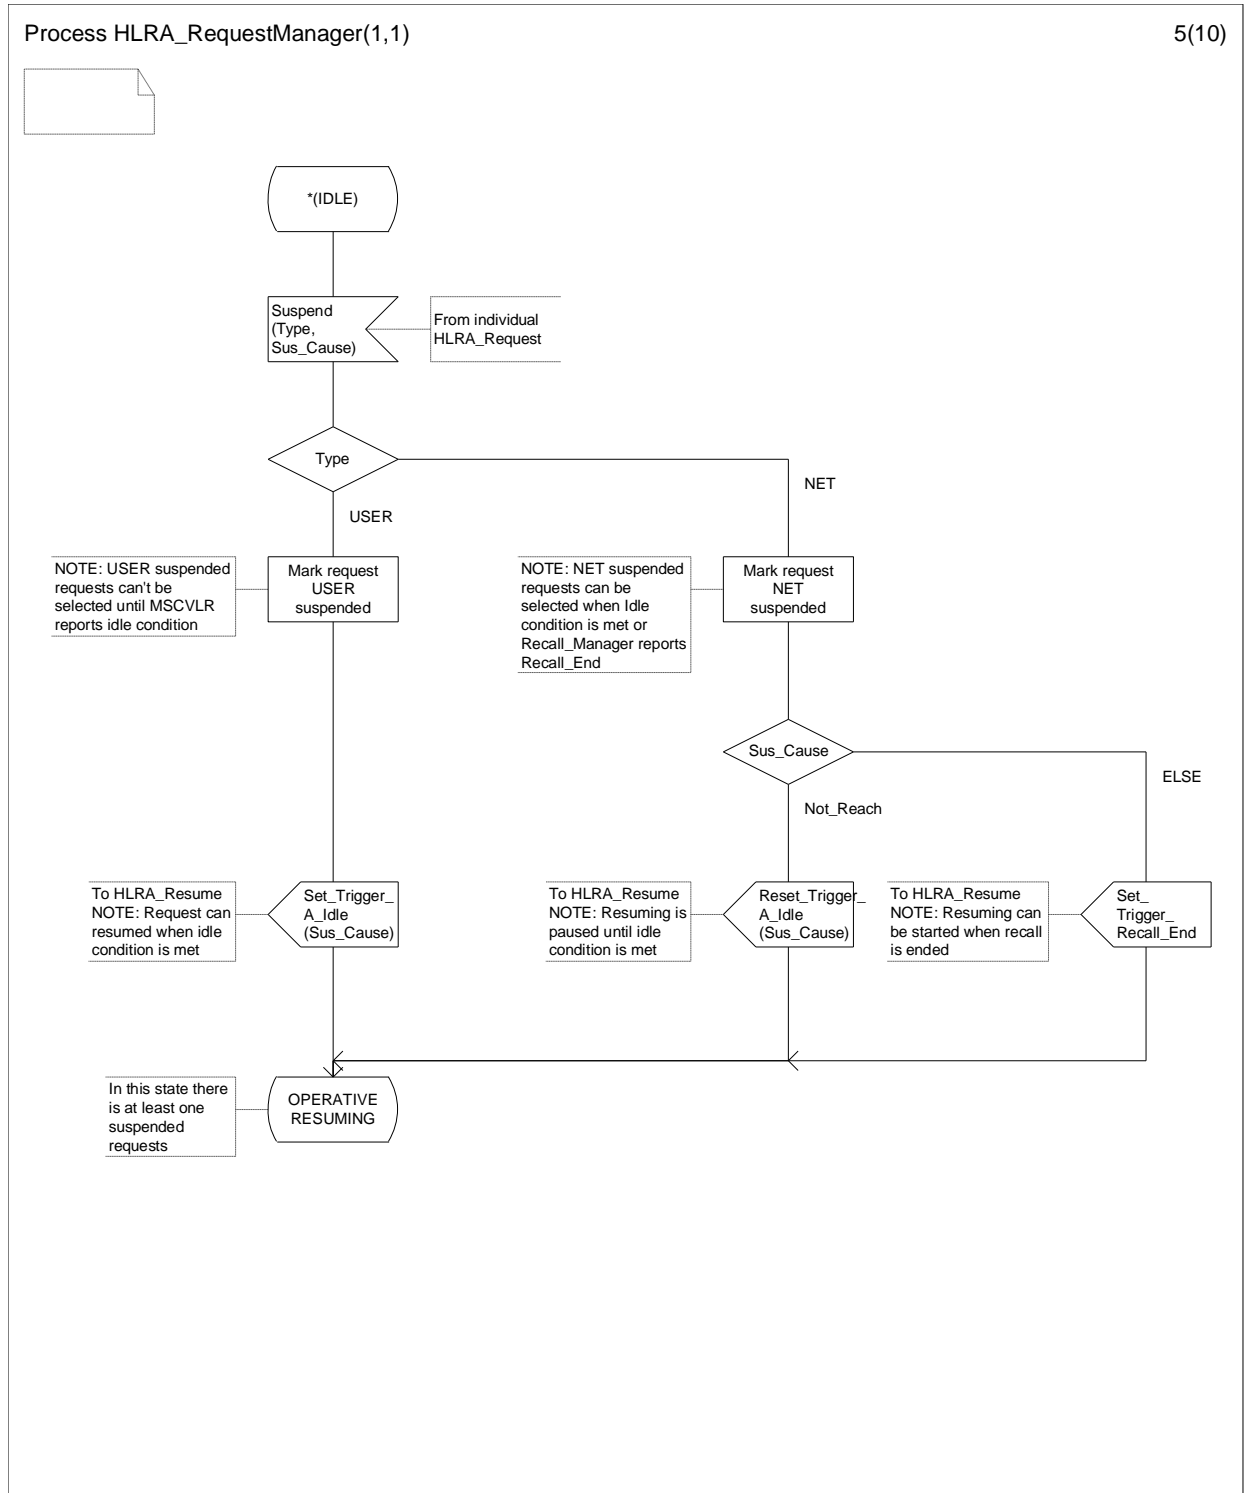 Process HLRA_RequestManager(1,1)
5(10)
*(IDLE)
Suspend
(Type,
Sus_Cause)
From individual
HLRA_Request
Type
NET
USER
NOTE: USER suspended
requests can't be
selected until MSCVLR
reports idle condition
Mark request
USER
suspended
NOTE: NET suspended
requests can be
selected when Idle
condition is met or
Recall_Manager reports
Recall_End
Mark request
NET
suspended
Sus_Cause
ELSE
Not_Reach
To HLRA_Resume
NOTE: Request can
resumed when idle
condition is met
Set_Trigger_
A_Idle
(Sus_Cause)
To HLRA_Resume
NOTE: Resuming is
paused until idle
condition is met
Reset_Trigger_
A_Idle
(Sus_Cause)
To HLRA_Resume
NOTE: Resuming can
be started when recall
is ended
Set_
Trigger_
Recall_End
In this state there
is at least one
suspended
requests
OPERATIVE
RESUMING